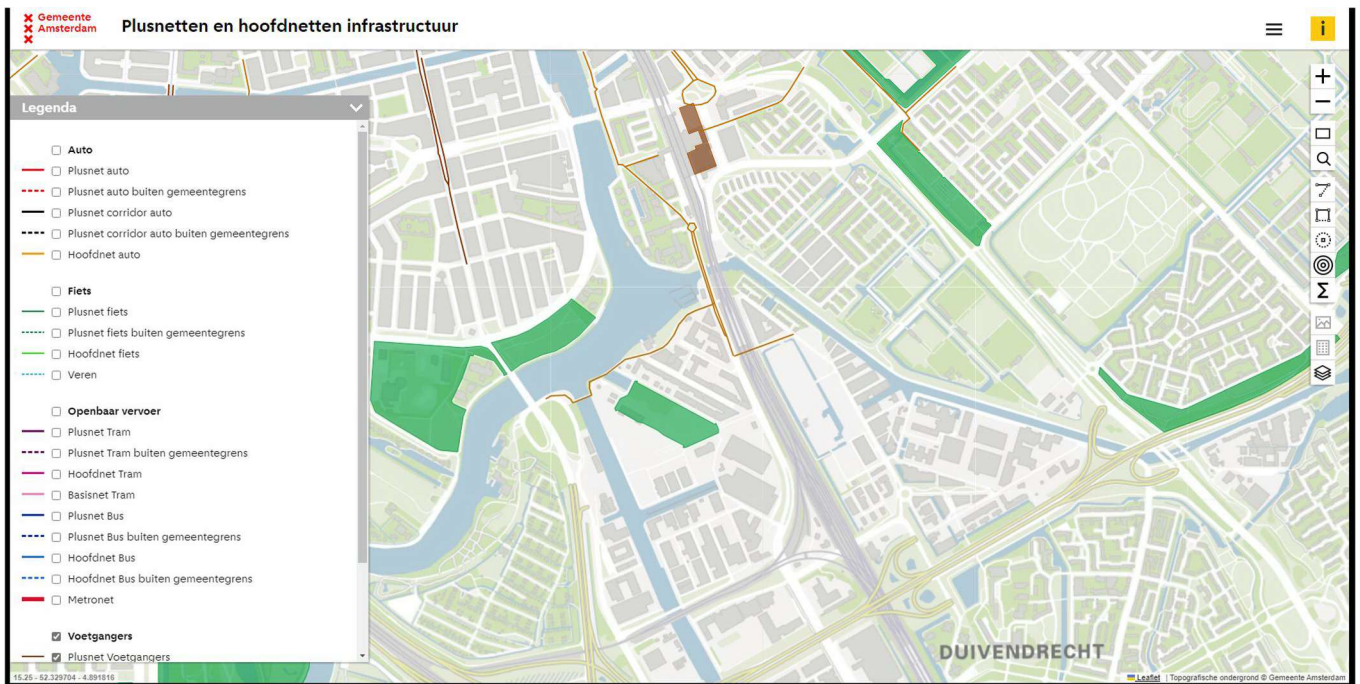 Gemeente
Amsterdam
Plusnetten en hoofdnetten infrastructuur
i
Legenda
Auto
Plusnet auto
Plusnet auto buiten gemeentegrens
Plusnet corridor auto
Plusnet corridor auto buiten gemeentegrens
Hoofdnet auto
Fiets
Plusnet fiets
Plusnet fiets buiten gemeentegrens
Hoofdnet fiets
Veren
Openbaar vervoer
Plusnet Tram
Plusnet Tram buiten gemeentegrens
Hoofdnet Tram
Basisnet Tram
Plusnet Bus
Plusnet Bus buiten gemeentegrens
Hoofdnet Bus
Hoofdnet Bus buiten gemeentegrens
Metronet
Voetgangers
Plusnet Voetgangers
DUIVENDRECHT
15.25 - 52.329704 - 4.891816
Leaflet | Topografische ondergrond © Gemeente Amsterdam